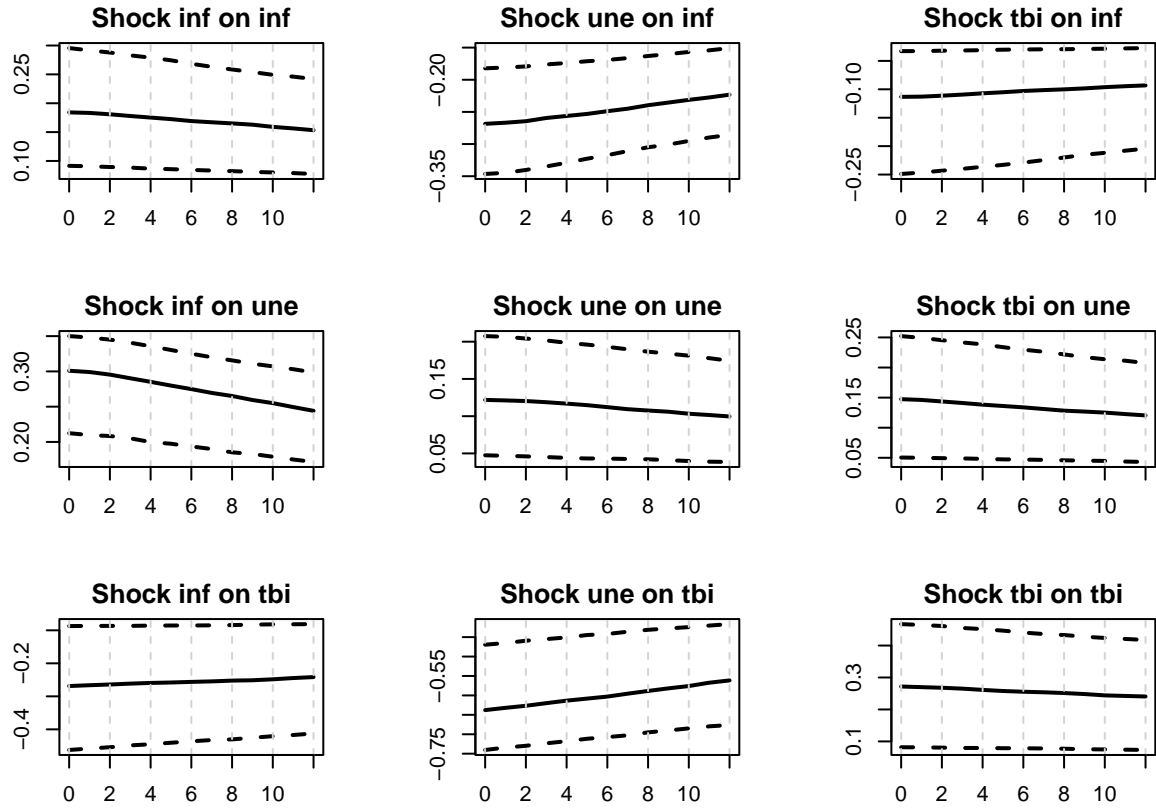 Shock inf on inf
0.25
0.10
0 2 4 6 8 10
Shock une on inf
−0.20
−0.35
0 2 4 6 8 10
Shock tbi on inf
−0.10
−0.25
0 2 4 6 8 10
Shock inf on une
0.30
0.20
0 2 4 6 8 10
Shock une on une
0.15
0.05
0 2 4 6 8 10
Shock tbi on une
0.25
0.15
0.05
0 2 4 6 8 10
Shock inf on tbi
−0.2
−0.4
0 2 4 6 8 10
Shock une on tbi
−0.55
−0.75
0 2 4 6 8 10
Shock tbi on tbi
0.3
0.1
0 2 4 6 8 10